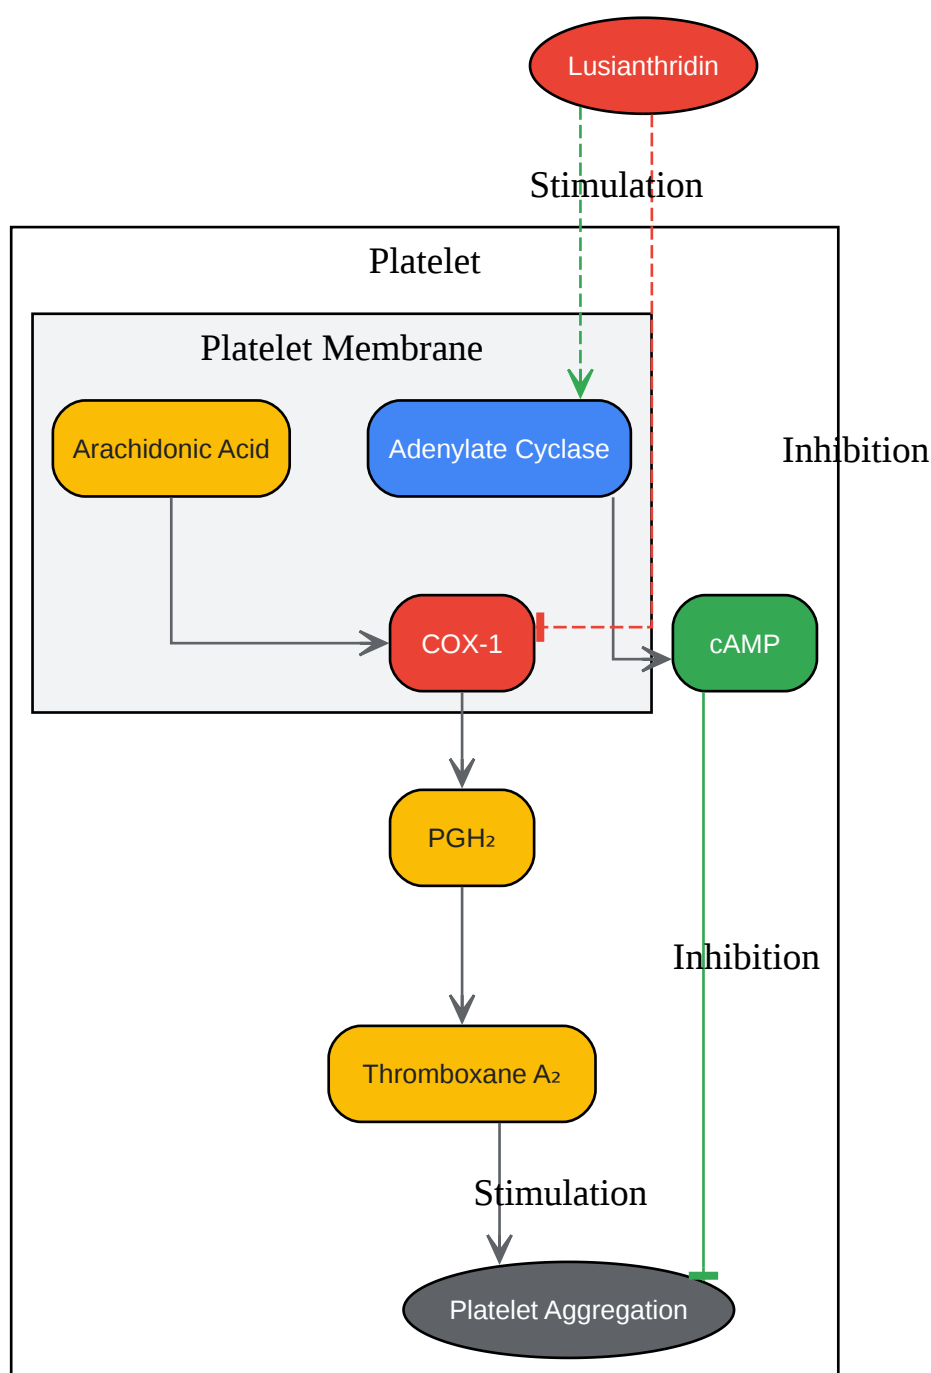 Lusianthridin
Stimulation
Platelet
Platelet Membrane
Arachidonic Acid
Adenylate Cyclase
Inhibition
COX-1
cAMP
PGH₂
Inhibition
Thromboxane A₂
Stimulation
Platelet Aggregation